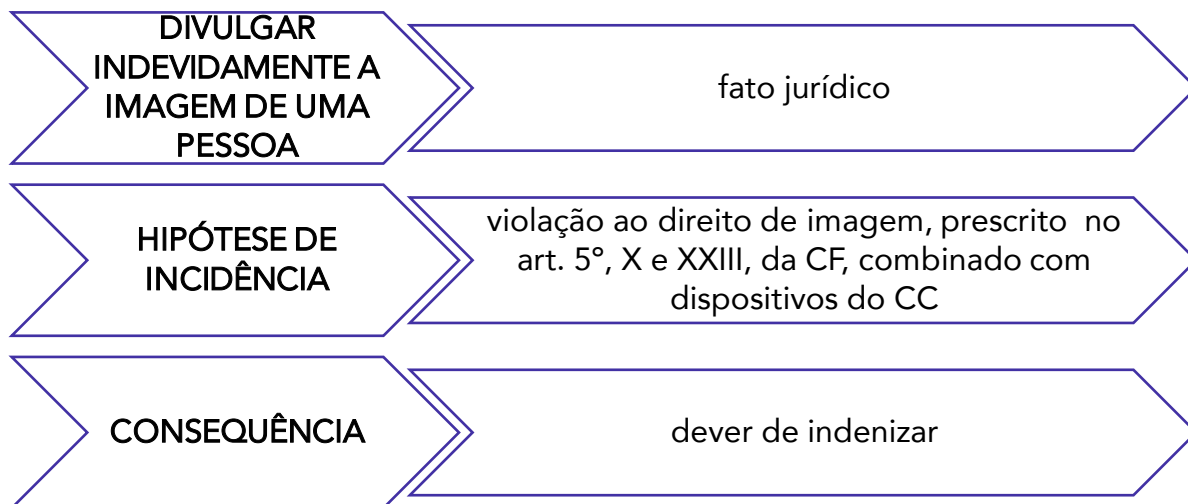 DIVULGAR
INDEVIDAMENTE A
IMAGEM DE UMA
PESSOA
fato jurídico
HIPÓTESE DE
INCIDÊNCIA
violação ao direito de imagem, prescrito no
art. 5º, X e XXIII, da CF, combinado com
dispositivos do CC
CONSEQUÊNCIA
dever de indenizar